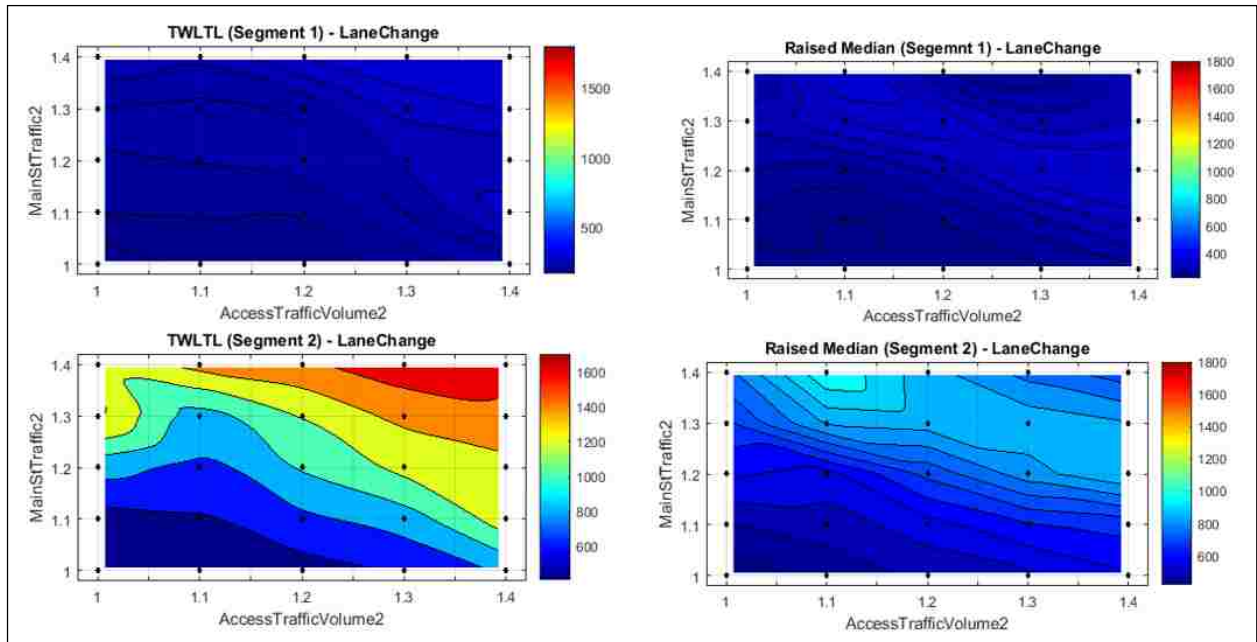 TWLTL (Segment 1) - LaneChange
MainStTraffic2
1.4
1.3
1.2
1.1
1
1 1.1 1.2 1.3 1.4
AccessTrafficVolume2
1500
1000
500
Raised Median (Segemnt 1) - LaneChange
MainStTraffic2
1.4
1.3
1.2
1.1
1
1 1.1 1.2 1.3 1.4
AccessTrafficVolume2
1800
1600
1400
1200
1000
800
600
400
TWLTL (Segment 2) - LaneChange
MainStTraffic2
1.4
1.3
1.2
1.1
1
1 1.1 1.2 1.3 1.4
AccessTrafficVolume2
1600
1400
1200
1000
800
600
Raised Median (Segment 2) - LaneChange
MainStTraffic2
1.4
1.3
1.2
1.1
1
1 1.1 1.2 1.3 1.4
AccessTrafficVolume2
1800
1600
1400
1200
1000
800
600